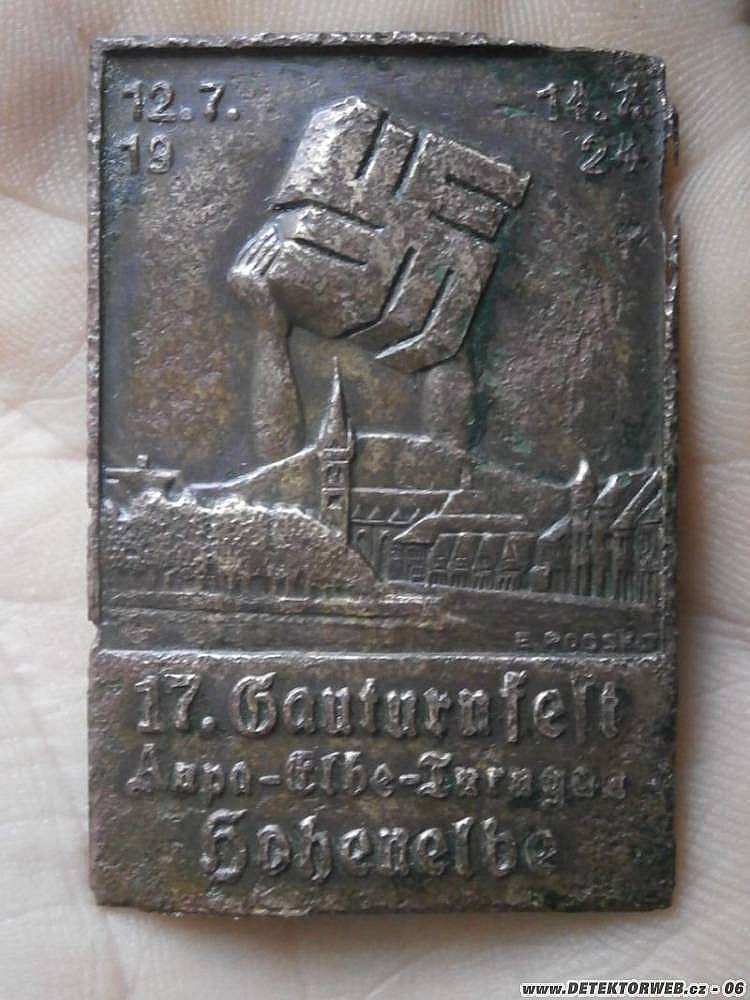 12.7. 14.7.
19 24
E. 
17. Gauturnfest
Aupa-Elbe-Turngau
Hohenelbe
www.DETEKTORWEB.cz - 06